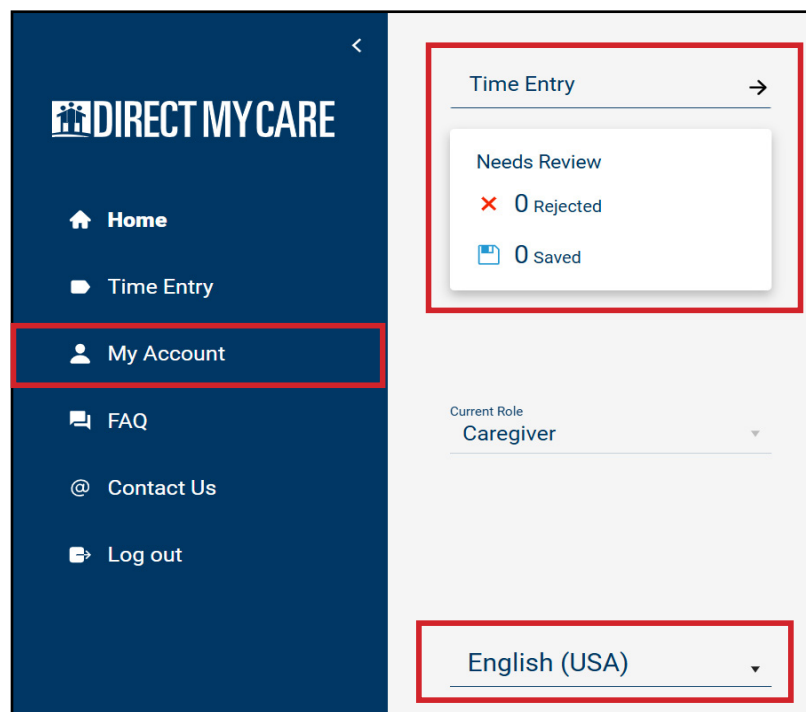 DIRECT MY CARE
Home
Time Entry
My Account
FAQ
@ Contact Us
Log out
Time Entry
Needs Review
0 Rejected
0 Saved
Current Role
Caregiver
English (USA)